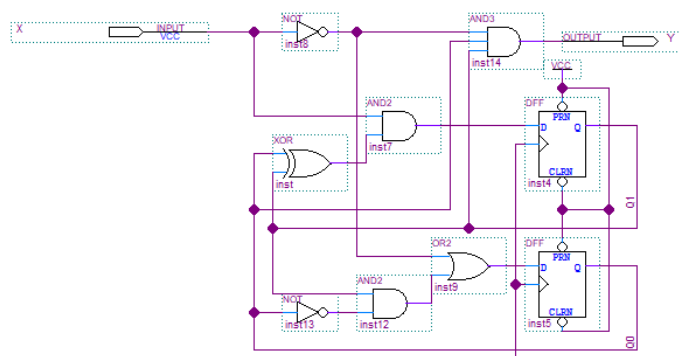 X
INPUT
VCC
NOT
inst8
AND3
inst14
OUTPUT
Y
VCC
AND2
inst7
DFF
PRN
D
Q
CLRN
inst4
XOR
inst
Q1
OR2
inst9
DFF
PRN
D
Q
CLRN
inst5
AND2
inst12
NOT
inst13
Q0